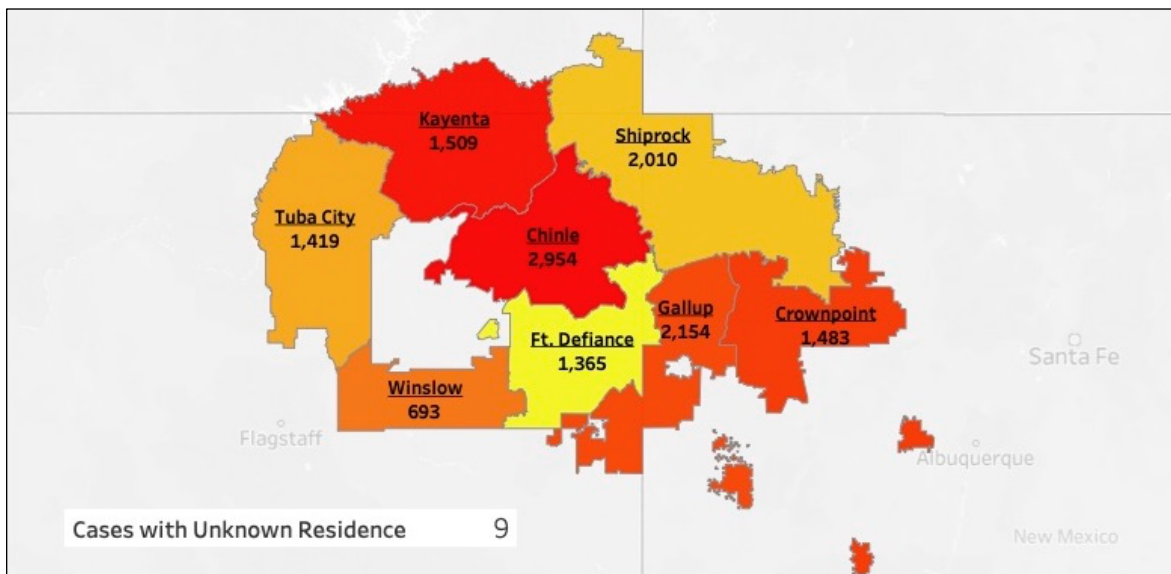 Kayenta
1,509
Shiprock
2,010
Tuba City
1,419
Chinle
2,954
Gallup
2,154
Crownpoint
1,483
Ft. Defiance
1,365
Santa Fe
Winslow
693
Flagstaff
Albuquerque
Cases with Unknown Residence 9
New Mexico